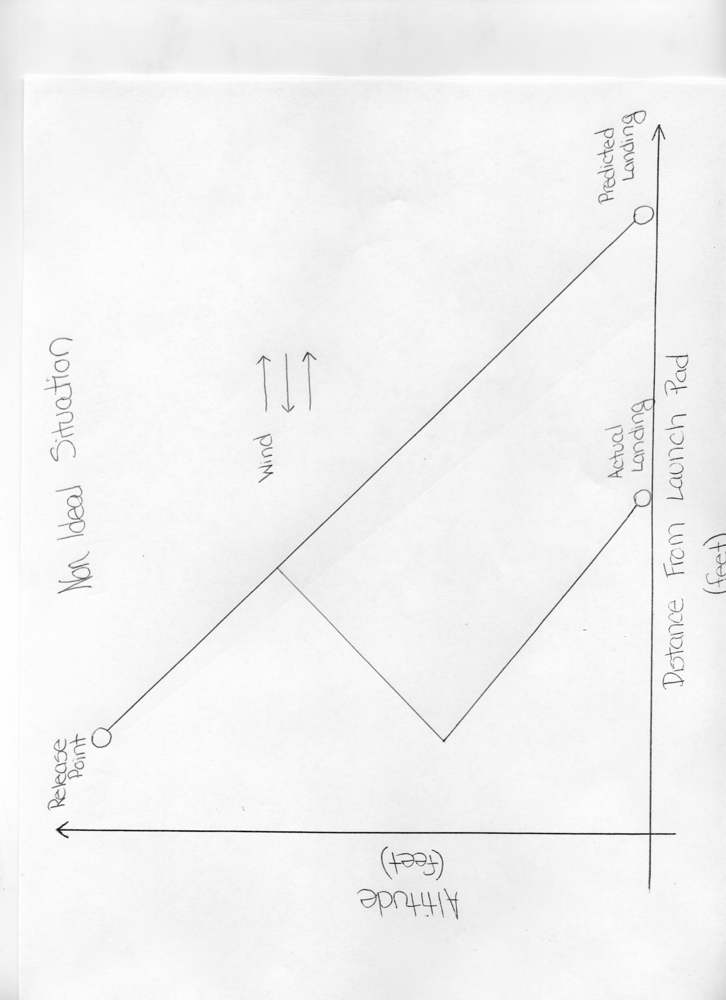 Non Ideal Situation
Release
Point
Wind
Predicted
Landing
Actual
Landing
Altitude
(feet)
Distance From Launch Pad
(feet)